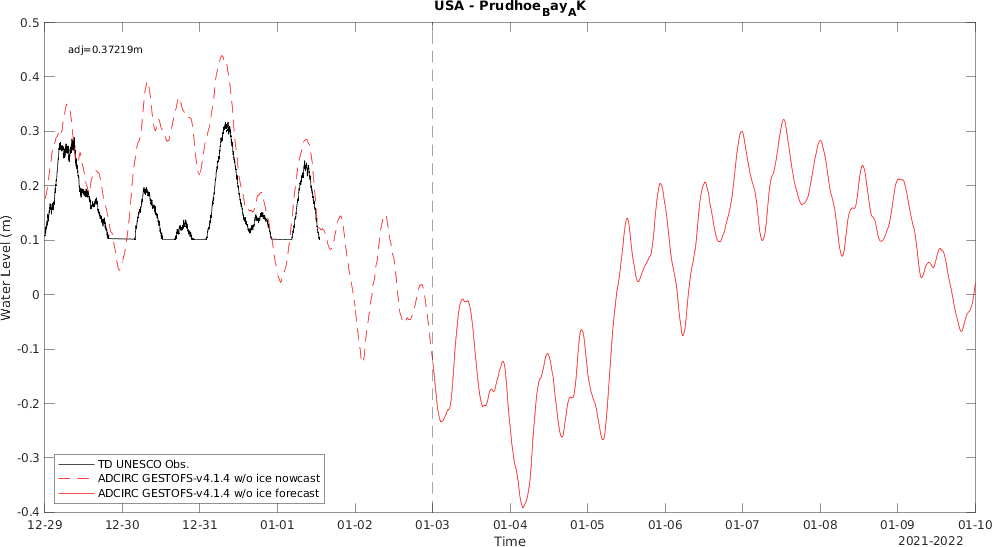 USA - Prudhoe_Bay_AK
adj=0.37219m
0.5
0.4
0.3
0.2
0.1
0
-0.1
-0.2
-0.3
-0.4
Water Level (m)
TD UNESCO Obs.
ADCIRC GESTOFS-v4.1.4 w/o ice nowcast
ADCIRC GESTOFS-v4.1.4 w/o ice forecast
12-29 12-30 12-31 01-01 01-02 01-03 01-04 01-05 01-06 01-07 01-08 01-09 01-10
Time
2021-2022